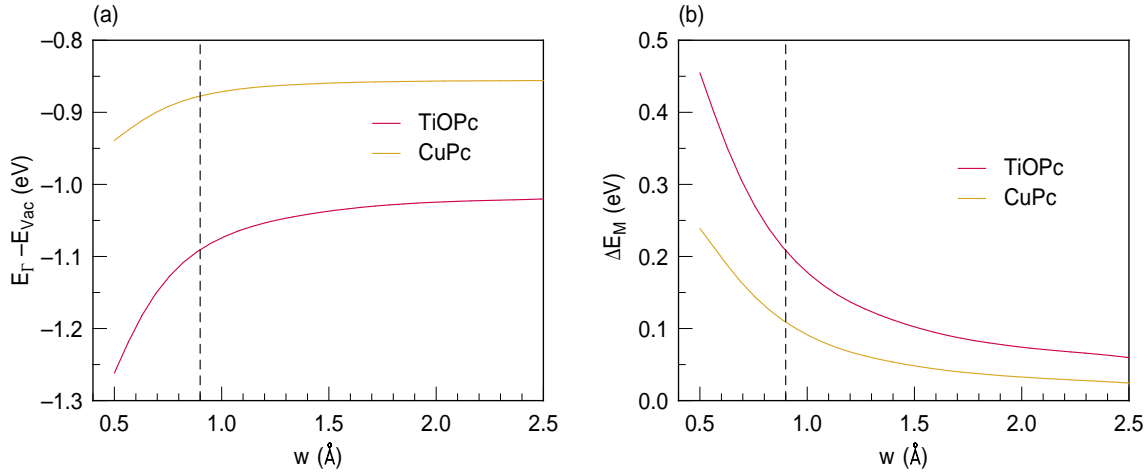 (a)
−0.8
−0.9
−1.0
−1.1
−1.2
−1.3
E_Γ −E_Vac (eV)
TiOPc
CuPc
0.5 1.0 1.5 2.0 2.5
w (Å)
(b)
0.5
0.4
0.3
0.2
0.1
0.0
ΔE_M (eV)
TiOPc
CuPc
0.5 1.0 1.5 2.0 2.5
w (Å)